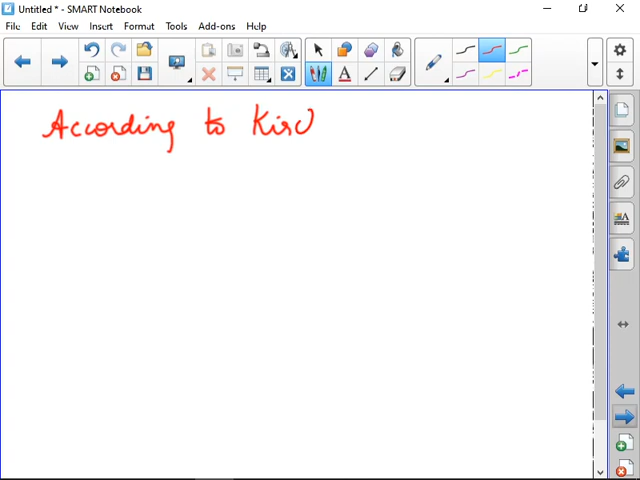 Untitled * - SMART Notebook
File Edit View Insert Format Tools Add-ons Help
According to Kirc